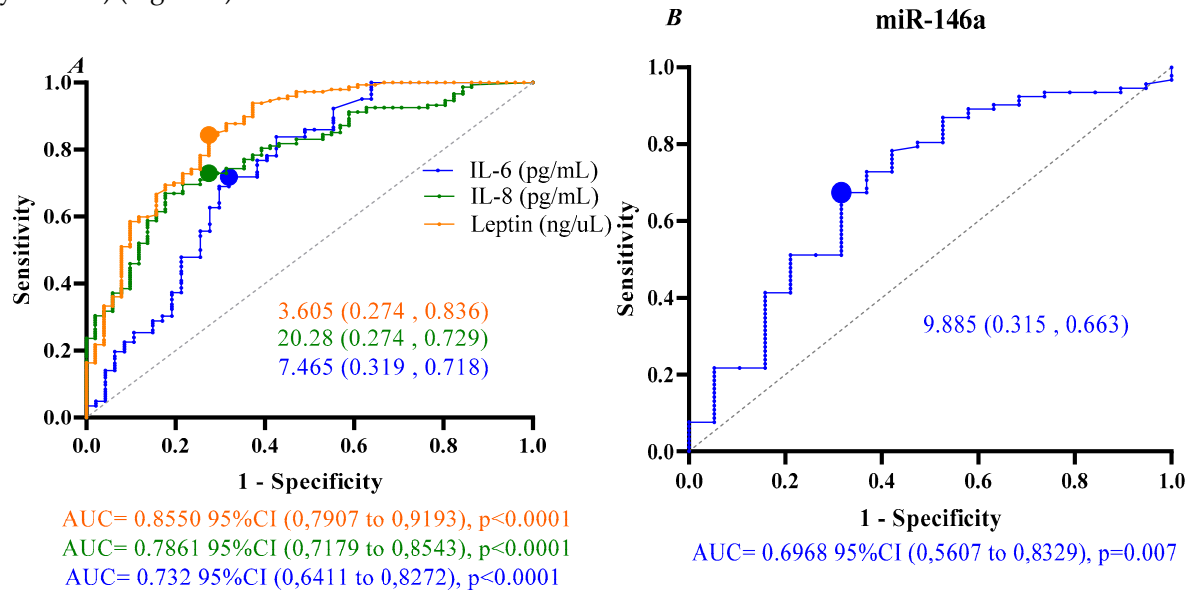 A
1.0
0.8
0.6
0.4
0.2
0.0
Sensitivity
0.0 0.2 0.4 0.6 0.8 1.0
1 - Specificity
IL-6 (pg/mL)
IL-8 (pg/mL)
Leptin (ng/uL)
3.605 (0.274 , 0.836)
20.28 (0.274 , 0.729)
7.465 (0.319 , 0.718)
AUC= 0.8550 95%CI (0,7907 to 0,9193), p<0.0001
AUC= 0.7861 95%CI (0,7179 to 0,8543), p<0.0001
AUC= 0.732 95%CI (0,6411 to 0,8272), p<0.0001
B
miR-146a
1.0
0.8
0.6
0.4
0.2
0.0
Sensitivity
0.0 0.2 0.4 0.6 0.8 1.0
1 - Specificity
9.885 (0.315 , 0.663)
AUC= 0.6968 95%CI (0,5607 to 0,8329), p=0.007